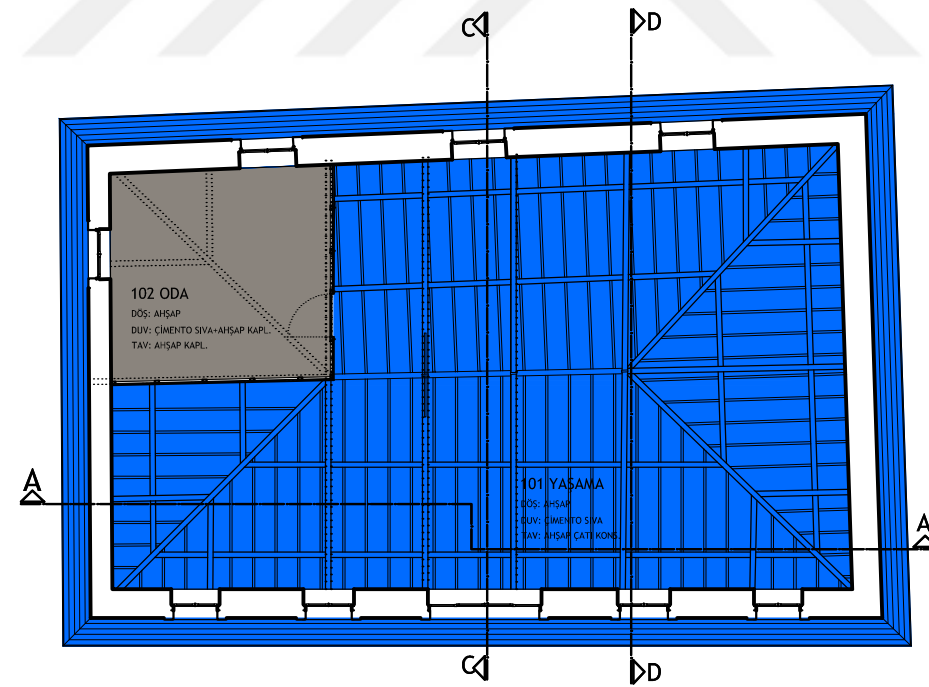 C
D
102 ODA
DÖŞ: AHŞAP
DUV: ÇİMENTO SIVA+AHŞAP KAPL.
TAV: AHŞAP KAPL.
A
101 YAŞAMA
DÖŞ: AHŞAP
DUV: ÇİMENTO SIVA
TAV: AHŞAP ÇATI KONS.
A
C
D